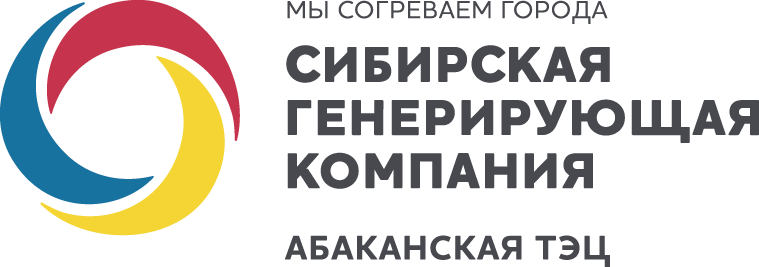 МЫ СОГРЕВАЕМ ГОРОДА
СИБИРСКАЯ
ГЕНЕРИРУЮЩАЯ
КОМПАНИЯ
АБАКАНСКАЯ ТЭЦ